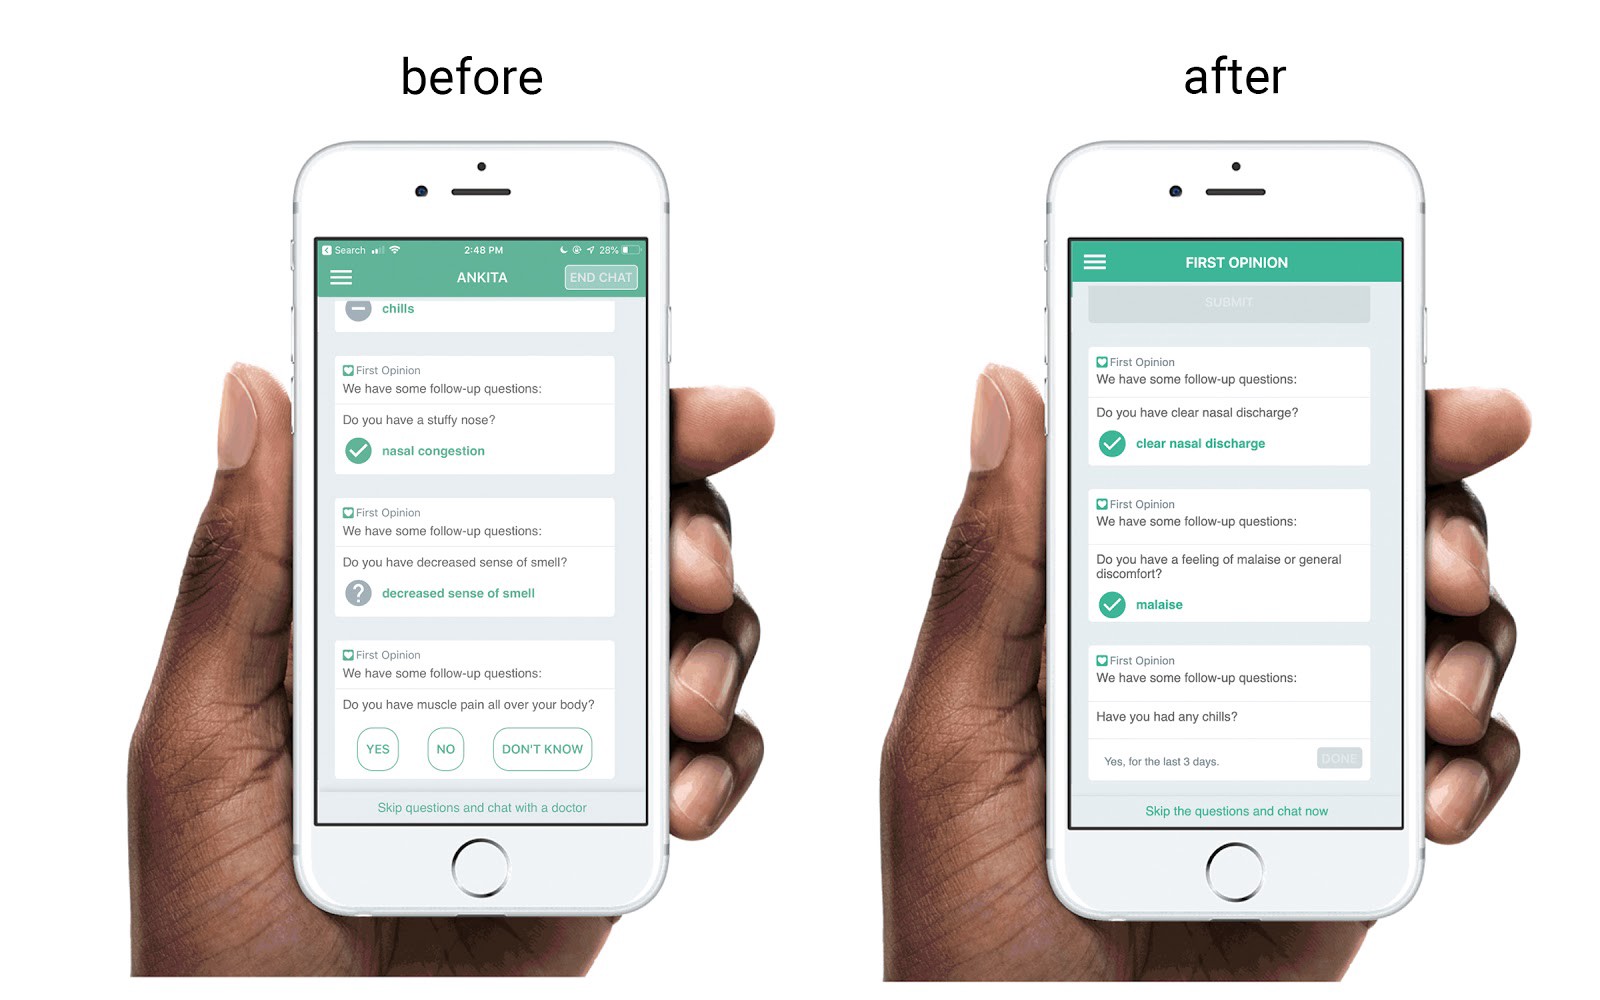 before
Search 2:48 PM 28%
ANKITA END CHAT
chills
First Opinion
We have some follow-up questions:
Do you have a stuffy nose?
nasal congestion
First Opinion
We have some follow-up questions:
Do you have decreased sense of smell?
? decreased sense of smell
First Opinion
We have some follow-up questions:
Do you have muscle pain all over your body?
YES NO DON'T KNOW
Skip questions and chat with a doctor
after
FIRST OPINION
SUBMIT
First Opinion
We have some follow-up questions:
Do you have clear nasal discharge?
clear nasal discharge
First Opinion
We have some follow-up questions:
Do you have a feeling of malaise or general
discomfort?
malaise
First Opinion
We have some follow-up questions:
Have you had any chills?
Yes, for the last 3 days. DONE
Skip the questions and chat now